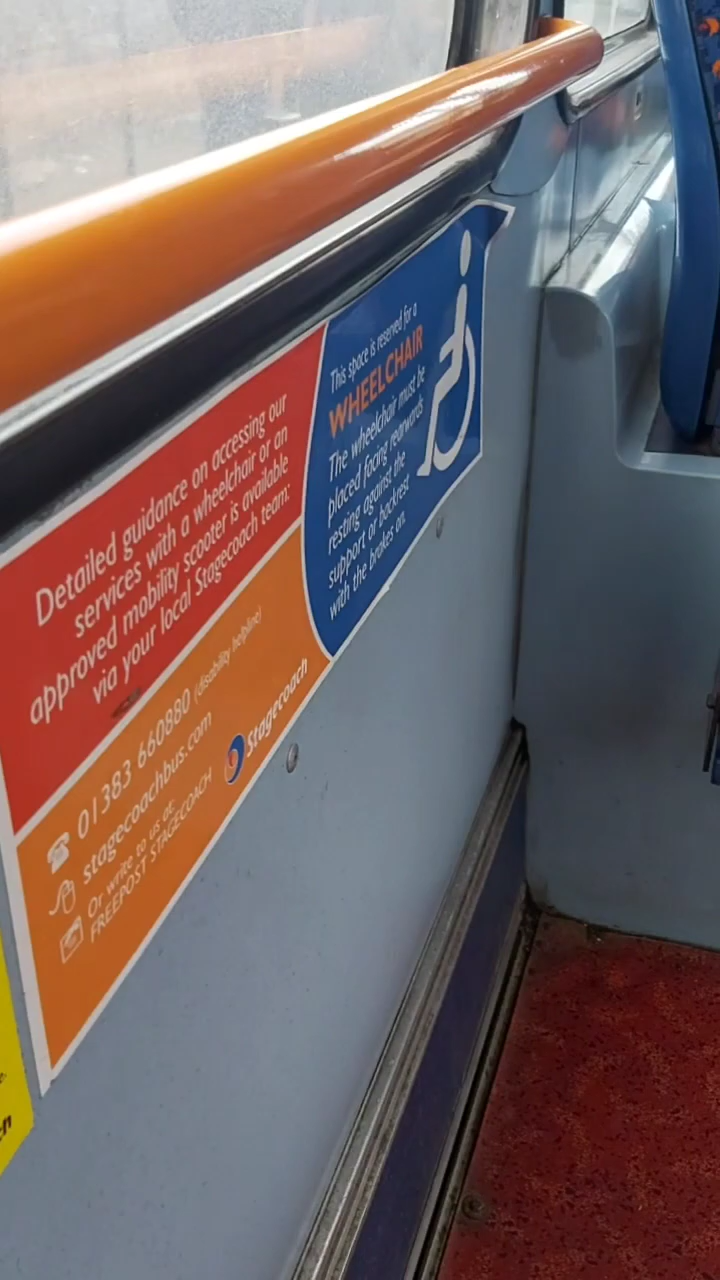 Detailed guidance on accessing our
services with a wheelchair or an
approved mobility scooter is available
via your local Stagecoach team:
01383 660880 (disability helpline)
stagecoachbus.com
Or write to us at:
FREEPOST STAGECOACH
Stagecoach
This space is reserved for a
WHEELCHAIR
The wheelchair must be
placed facing rearwards
resting against the
support or backrest
with the brakes on.